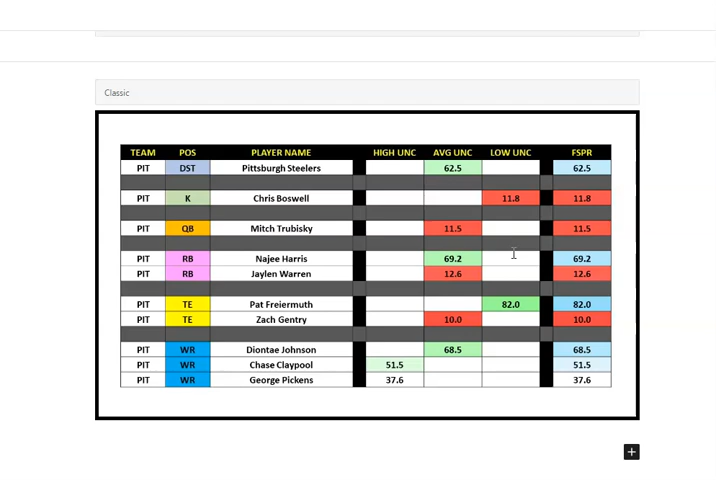 Classic
TEAM POS PLAYER NAME HIGH UNC AVG UNC LOW UNC FSPR
PIT DST Pittsburgh Steelers 62.5 62.5
PIT K Chris Boswell 11.8 11.8
PIT QB Mitch Trubisky 11.5 11.5
PIT RB Najee Harris 69.2 69.2
PIT RB Jaylen Warren 12.6 12.6
PIT TE Pat Freiermuth 82.0 82.0
PIT TE Zach Gentry 10.0 10.0
PIT WR Diontae Johnson 68.5 68.5
PIT WR Chase Claypool 51.5 51.5
PIT WR George Pickens 37.6 37.6